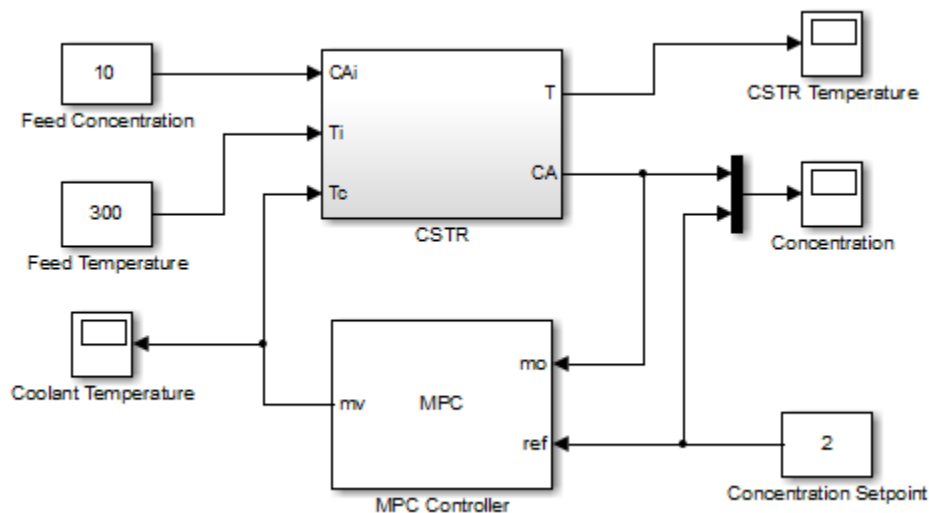 10
Feed Concentration
300
Feed Temperature
CAi
Ti
Tc
T
CA
CSTR
CSTR Temperature
Concentration
Coolant Temperature
mv
MPC
mo
ref
MPC Controller
2
Concentration Setpoint